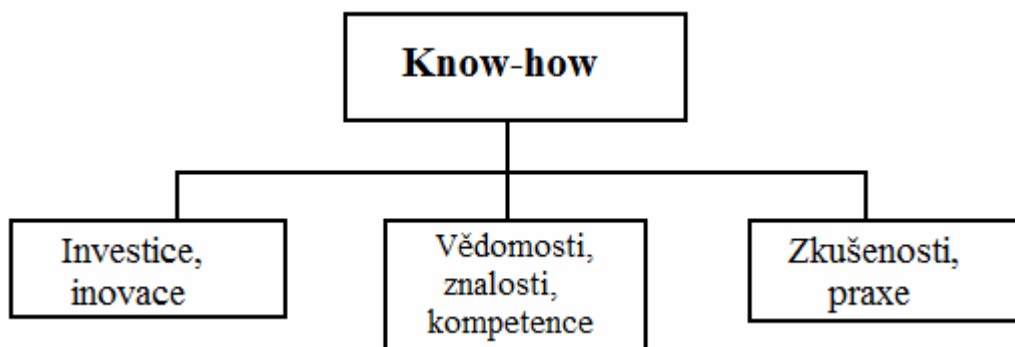 Know-how
Investice,
inovace
Vědomosti,
znalosti,
kompetence
Zkušenosti,
praxe